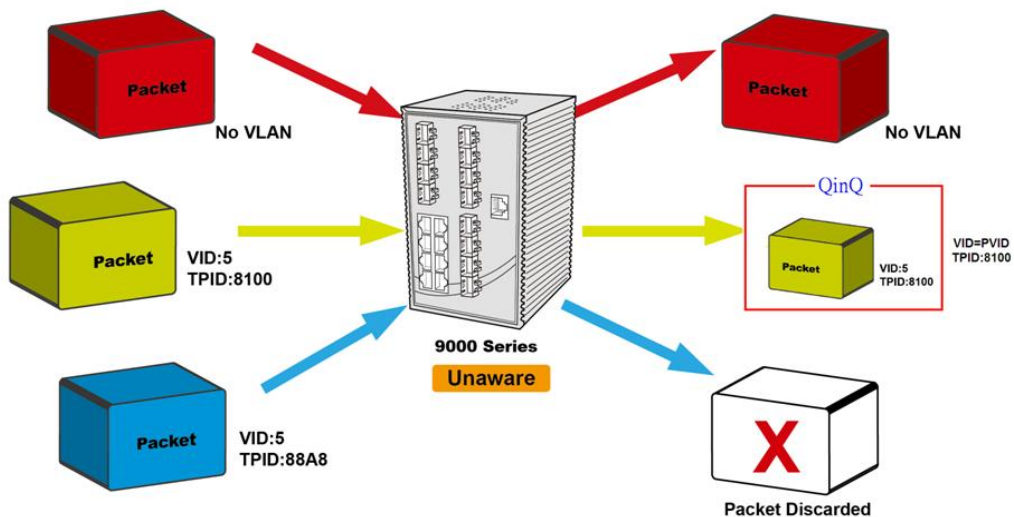 Packet
No VLAN
Packet
No VLAN
Packet
VID:5
TPID:8100
QinQ
Packet
VID:5
TPID:8100
VID=PVID
TPID:8100
9000 Series
Unaware
Packet
VID:5
TPID:88A8
X
Packet Discarded